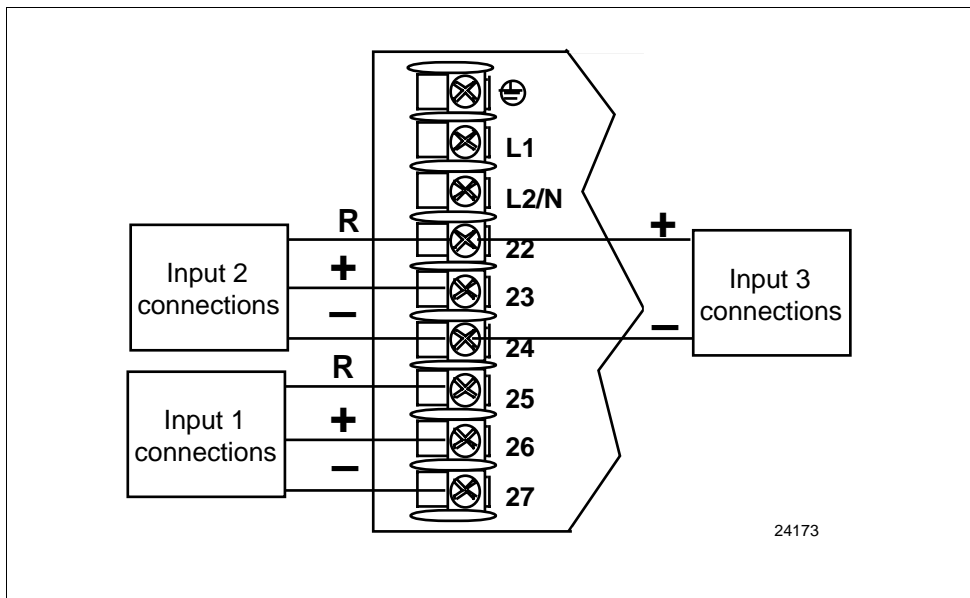 L1
L2/N
R
22
+
Input 2
connections
+
23
−
24
−
Input 3
connections
R
25
Input 1
connections
+
26
−
27
24173